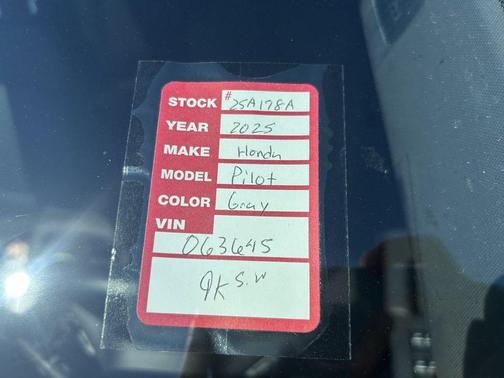 STOCK # 25A178A
YEAR 2025
MAKE Honda
MODEL Pilot
COLOR Gray
VIN
063645
9K S.W